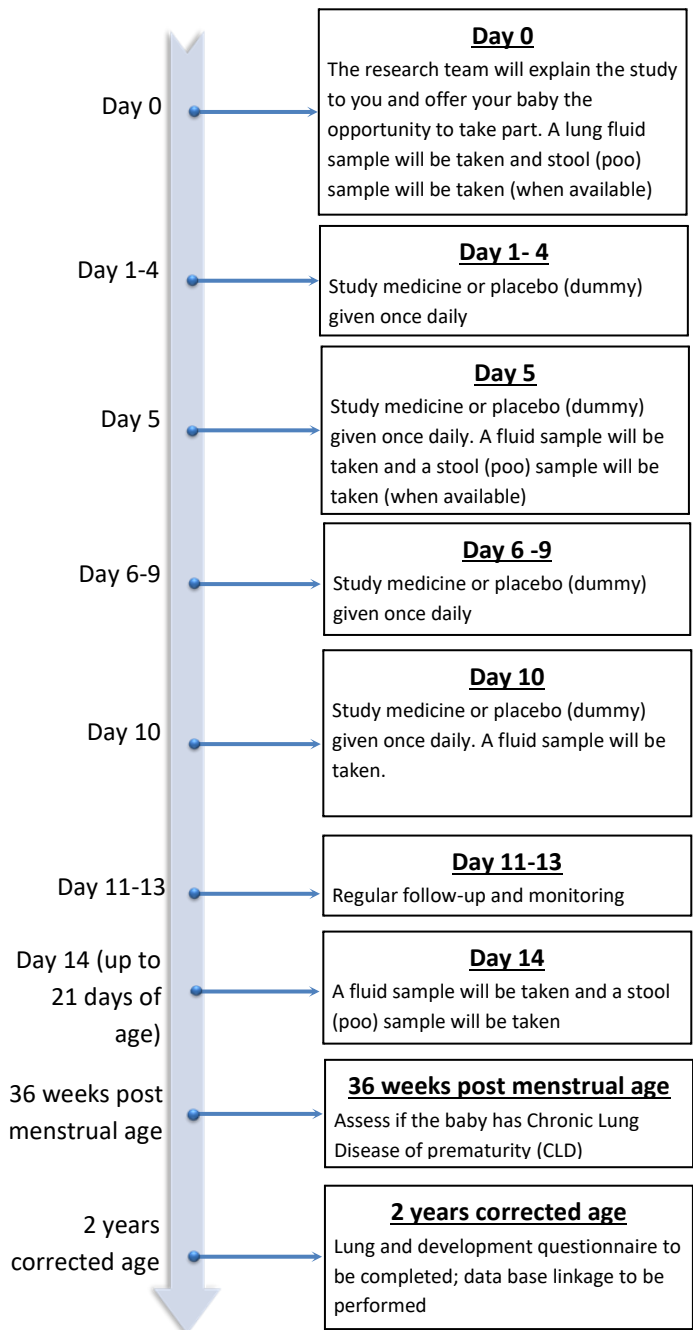 Day 0
Day 0
The research team will explain the study
to you and offer your baby the
opportunity to take part. A lung fluid
sample will be taken and stool (poo)
sample will be taken (when available)
Day 1-4
Day 1- 4
Study medicine or placebo (dummy)
given once daily
Day 5
Day 5
Study medicine or placebo (dummy)
given once daily. A fluid sample will be
taken and a stool (poo) sample will be
taken (when available)
Day 6-9
Day 6 -9
Study medicine or placebo (dummy)
given once daily
Day 10
Day 10
Study medicine or placebo (dummy)
given once daily. A fluid sample will be
taken.
Day 11-13
Day 11-13
Regular follow-up and monitoring
Day 14 (up to
21 days of
age)
Day 14
A fluid sample will be taken and a stool
(poo) sample will be taken
36 weeks post
menstrual age
36 weeks post menstrual age
Assess if the baby has Chronic Lung
Disease of prematurity (CLD)
2 years
corrected age
2 years corrected age
Lung and development questionnaire to
be completed; data base linkage to be
performed